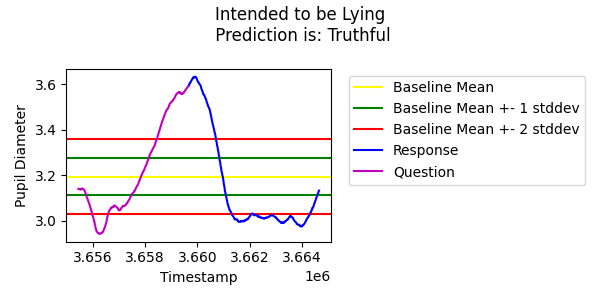 Intended to be Lying
Prediction is: Truthful
Baseline Mean
Baseline Mean +- 1 stddev
Baseline Mean +- 2 stddev
Response
Question
Pupil Diameter
3.6
3.4
3.2
3.0
3.656 3.658 3.660 3.662 3.664
1e6
Timestamp